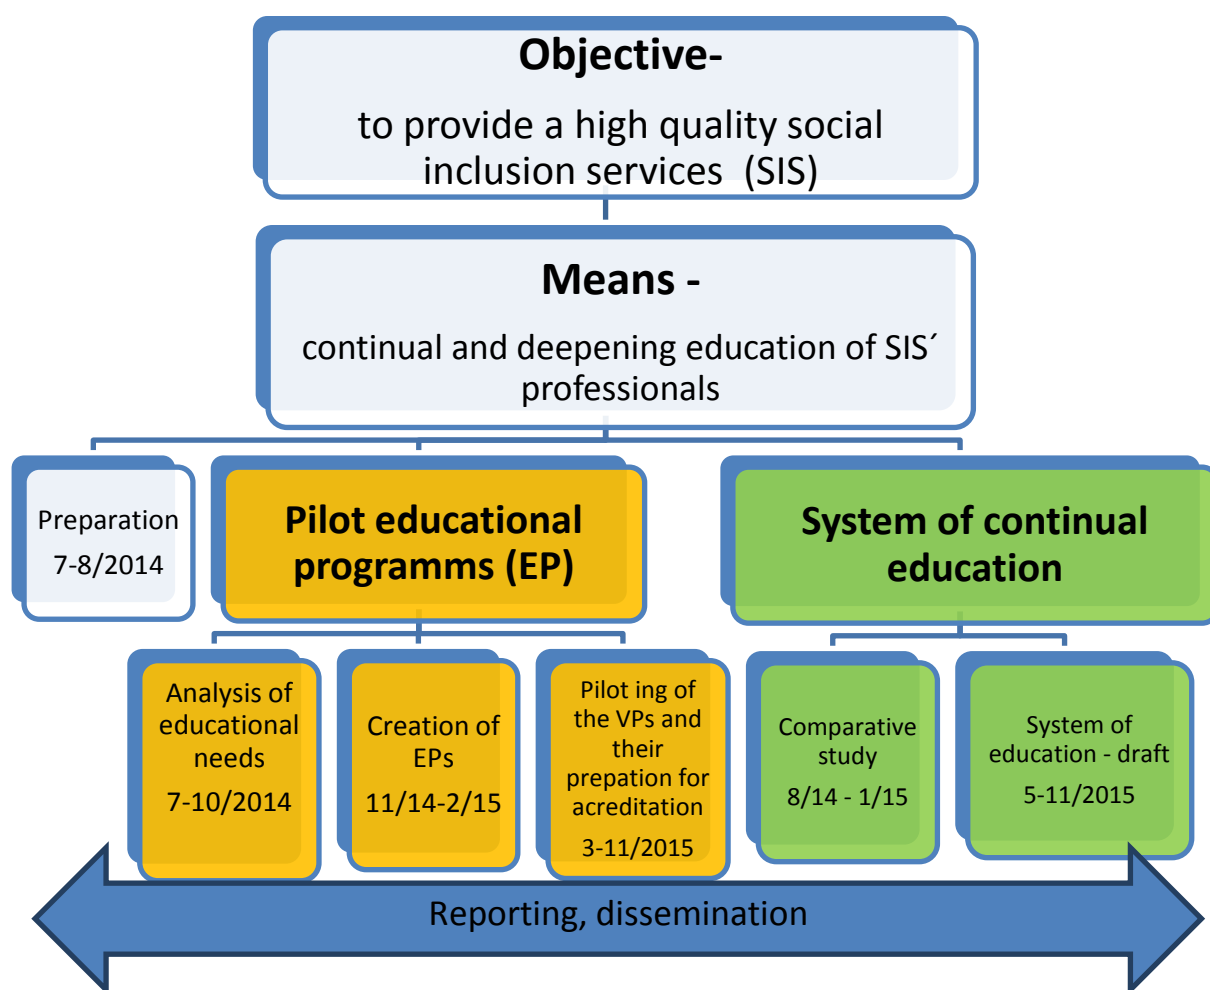 Objective-
to provide a high quality social
inclusion services  (SIS)
Means -
continual and deepening education of SIS´
professionals
Preparation
7-8/2014
Pilot educational
programms (EP)
System of continual
education
Analysis of
educational
needs
7-10/2014
Creation of
EPs
11/14-2/15
Pilot ing of
the VPs and
their
prepation for
acreditation
3-11/2015
Comparative
study
8/14 - 1/15
System of
education - draft
5-11/2015
Reporting, dissemination